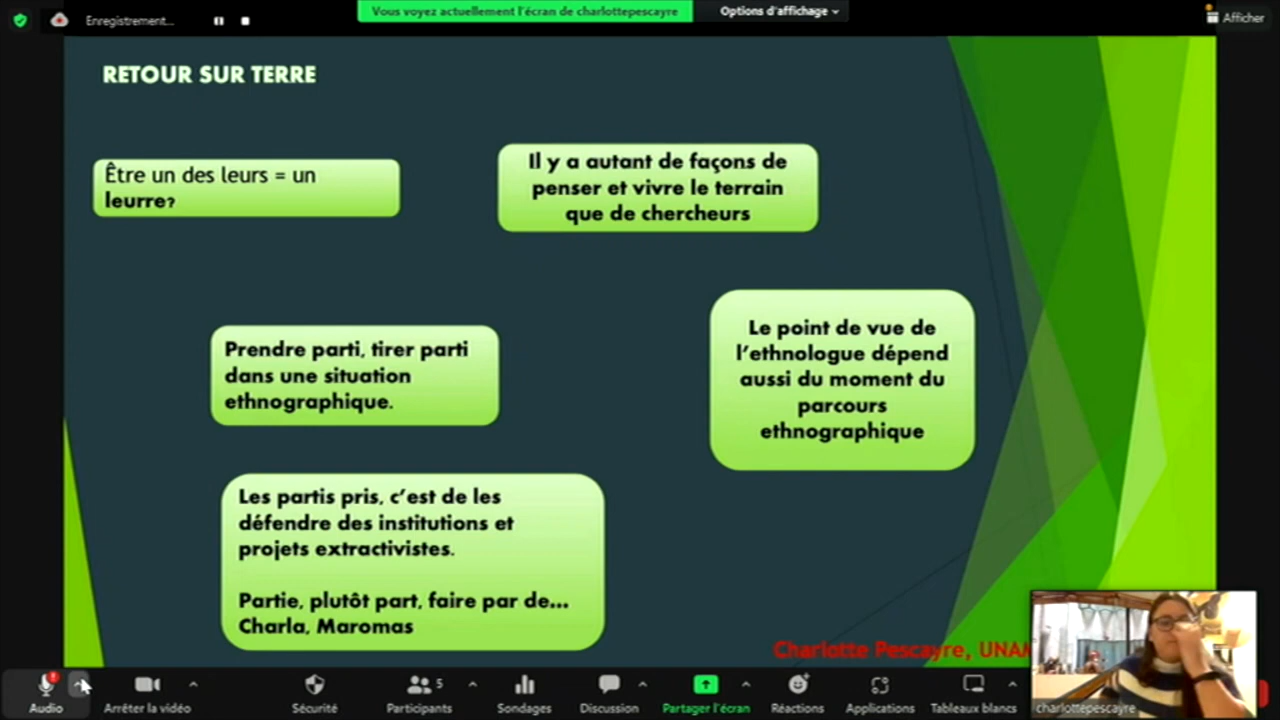 Vous voyez actuellement l'écran de charlottepescayre
Options d'affichage
Enregistrement...
Afficher
RETOUR SUR TERRE
Être un des leurs = un
leurre?
Il y a autant de façons de
penser et vivre le terrain
que de chercheurs
Prendre parti, tirer parti
dans une situation
ethnographique.
Le point de vue de
l'ethnologue dépend
aussi du moment du
parcours
ethnographique
Les partis pris, c'est de les
défendre des institutions et
projets extractivistes.
Partie, plutôt part, faire par de...
Charla, Maromas
Charlotte Pescayre, UNAM
charlottepescayre
Audio
Arrêter la vidéo
Sécurité
5
Participants
Sondages
Discussion
Partager l'écran
Réactions
Applications
Tableaux blancs